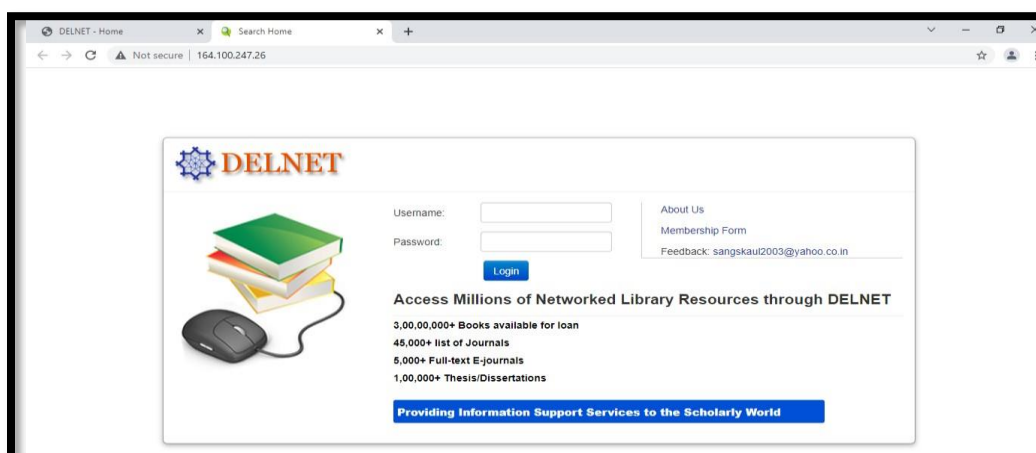 DELNET - Home
Search Home
Not secure
164.100.247.26
DELNET
Username:
Password:
Login
About Us
Membership Form
Feedback: sangskaul2003@yahoo.co.in
Access Millions of Networked Library Resources through DELNET
3,00,00,000+ Books available for loan
45,000+ list of Journals
5,000+ Full-text E-journals
1,00,000+ Thesis/Dissertations
Providing Information Support Services to the Scholarly World